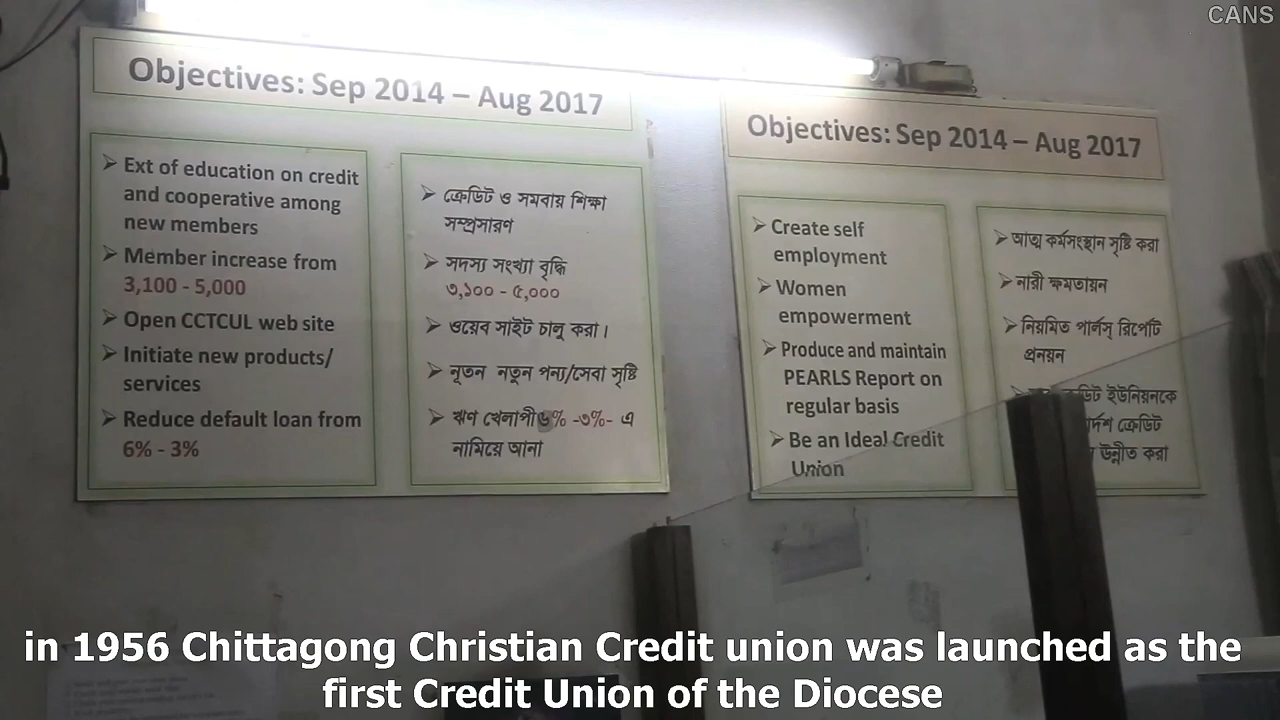 CANS
Objectives: Sep 2014 – Aug 2017
➢ Ext of education on credit
and cooperative among
new members
➢ Member increase from
3,100 - 5,000
➢ Open CCTCUL web site
➢ Initiate new products/
services
➢ Reduce default loan from
6% - 3%
➢ ক্রেডিট ও সমবায় শিক্ষা
সম্প্রসারণ
➢ সদস্য সংখ্যা বৃদ্ধি
৩,১০০ - ৫,০০০
➢ ওয়েব সাইট চালু করা।
➢ নূতন নতুন পন্য/সেবা সৃষ্টি
➢ ঋণ খেলাপী৬% -৩%- এ
নামিয়ে আনা
Objectives: Sep 2014 – Aug 2017
➢ Create self
employment
➢ Women
empowerment
➢ Produce and maintain
PEARLS Report on
regular basis
➢ Be an Ideal Credit
Union
➢ আত্ম কর্মসংস্থান সৃষ্টি করা
➢ নারী ক্ষমতায়ন
➢ নিয়মিত পার্লস্ রিপোর্ট
প্রনয়ন
ইউনিয়নকে
ক্রেডিট
উন্নীত করা
in 1956 Chittagong Christian Credit union was launched as the
first Credit Union of the Diocese